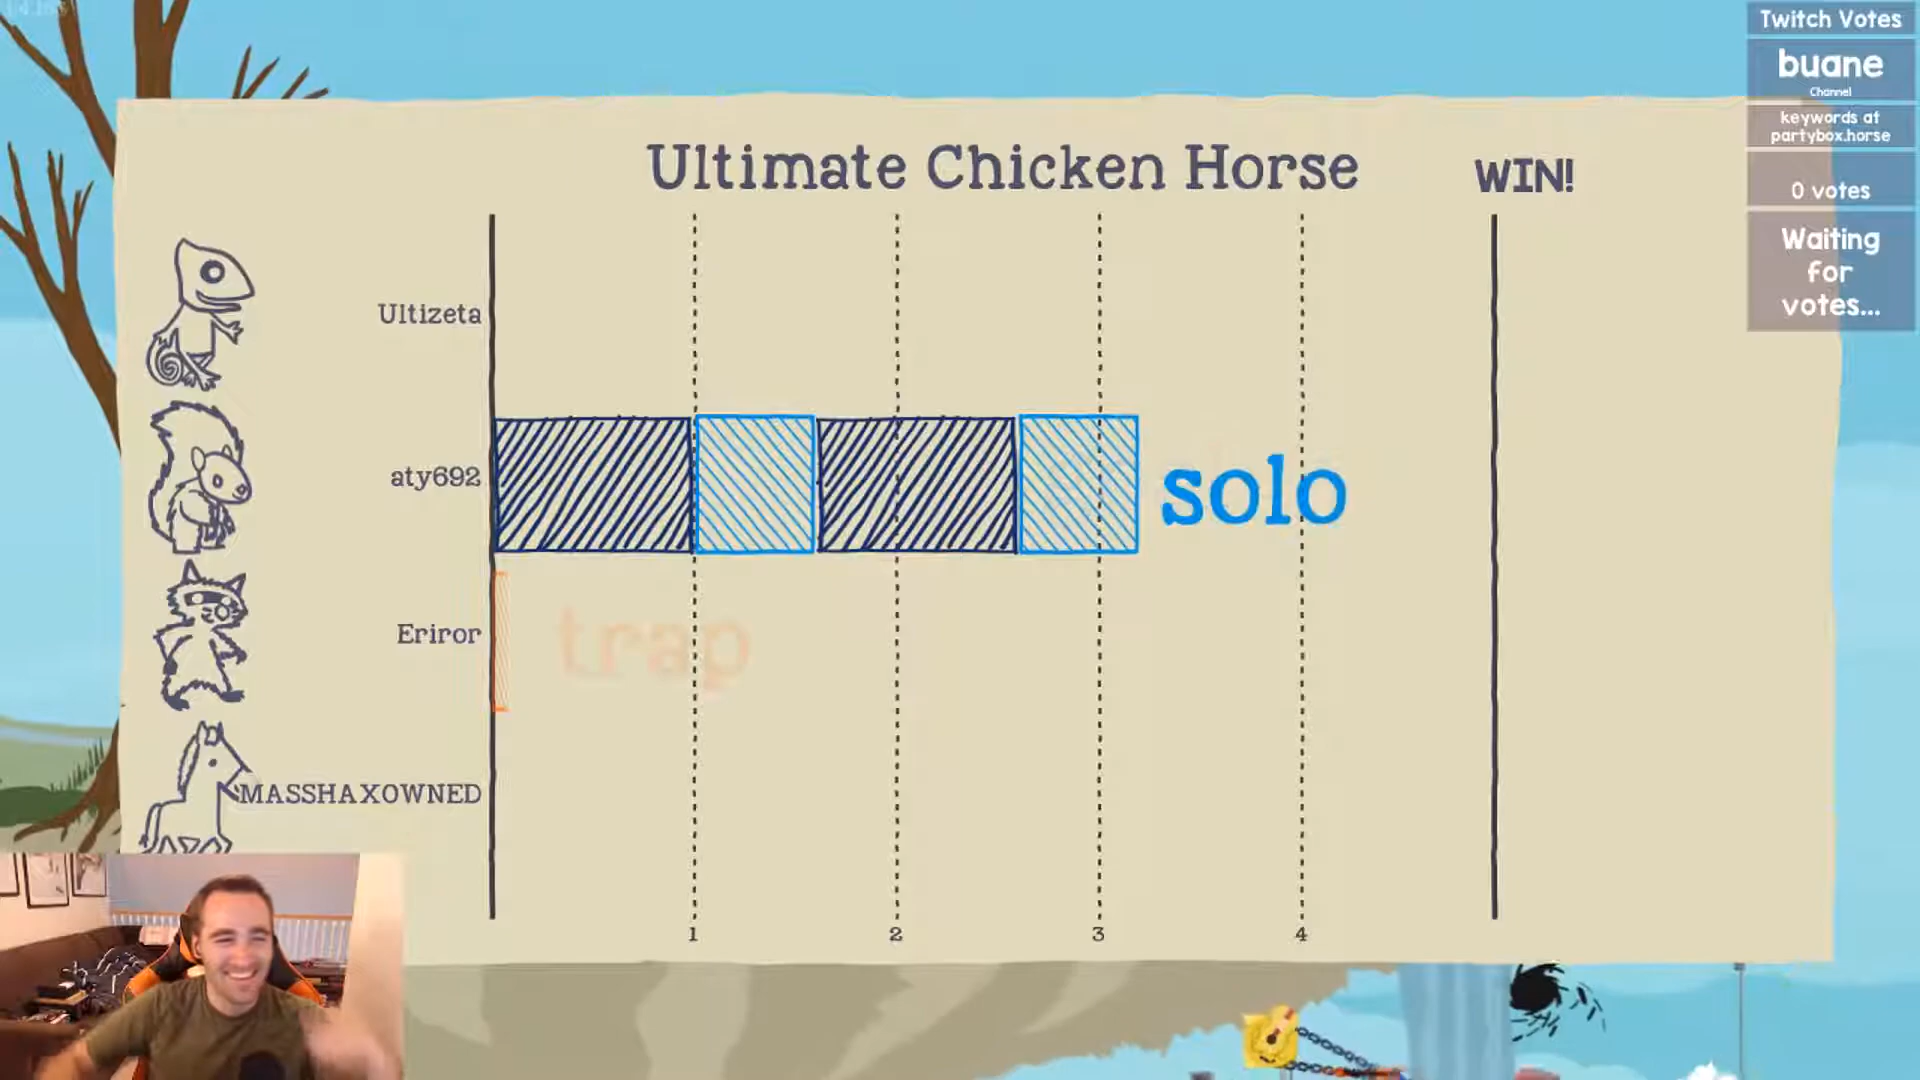 Twitch Votes
buane
Channel
keywords at
partybox.horse
0 votes
Waiting
for
votes...
Ultimate Chicken Horse
WIN!
Ultizeta
aty692
solo
Eriror
trap
MASSHAXOWNED
1 2 3 4